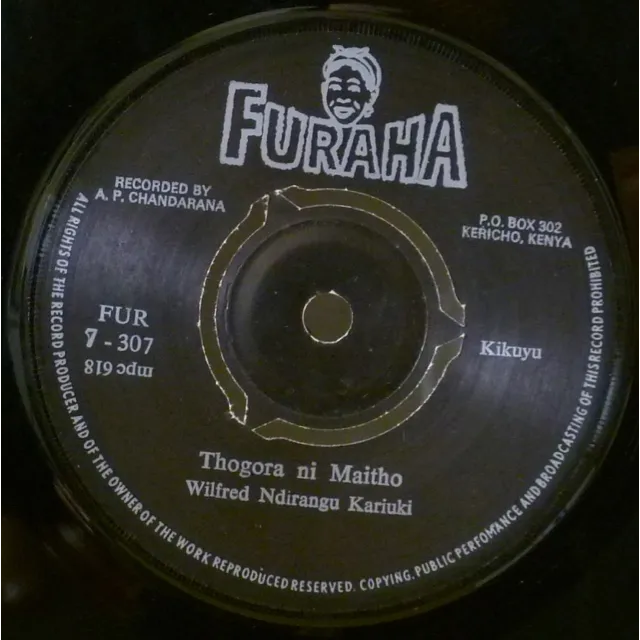 FURAHA
RECORDED BY
A. P. CHANDARANA
P.O. BOX 302
KERICHO, KENYA
FUR
7 - 307
mpc 618
Kikuyu
Thogora ni Maitho
Wilfred Ndirangu Kariuki
ALL RIGHTS OF THE RECORD PRODUCER AND OF THE OWNER OF THE WORK REPRODUCED RESERVED. COPYING. PUBLIC PERFOMANCE AND BROADCASTING OF THIS RECORD PROHIBITED